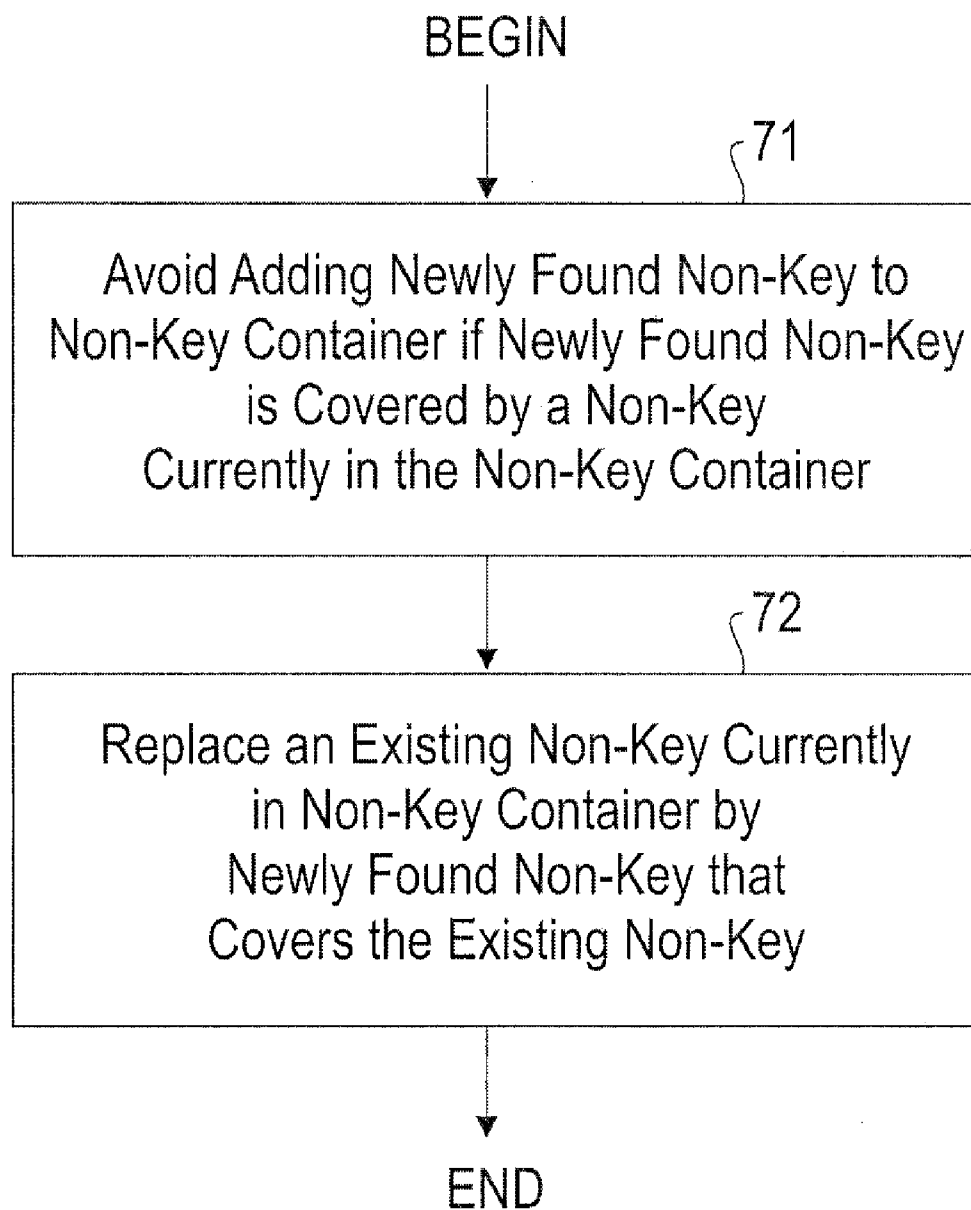 BEGIN
71
Avoid Adding Newly Found Non-Key to
Non-Key Container if Newly Found Non-Key
is Covered by a Non-Key
Currently in the Non-Key Container
72
Replace an Existing Non-Key Currently
in Non-Key Container by
Newly Found Non-Key that
Covers the Existing Non-Key
END